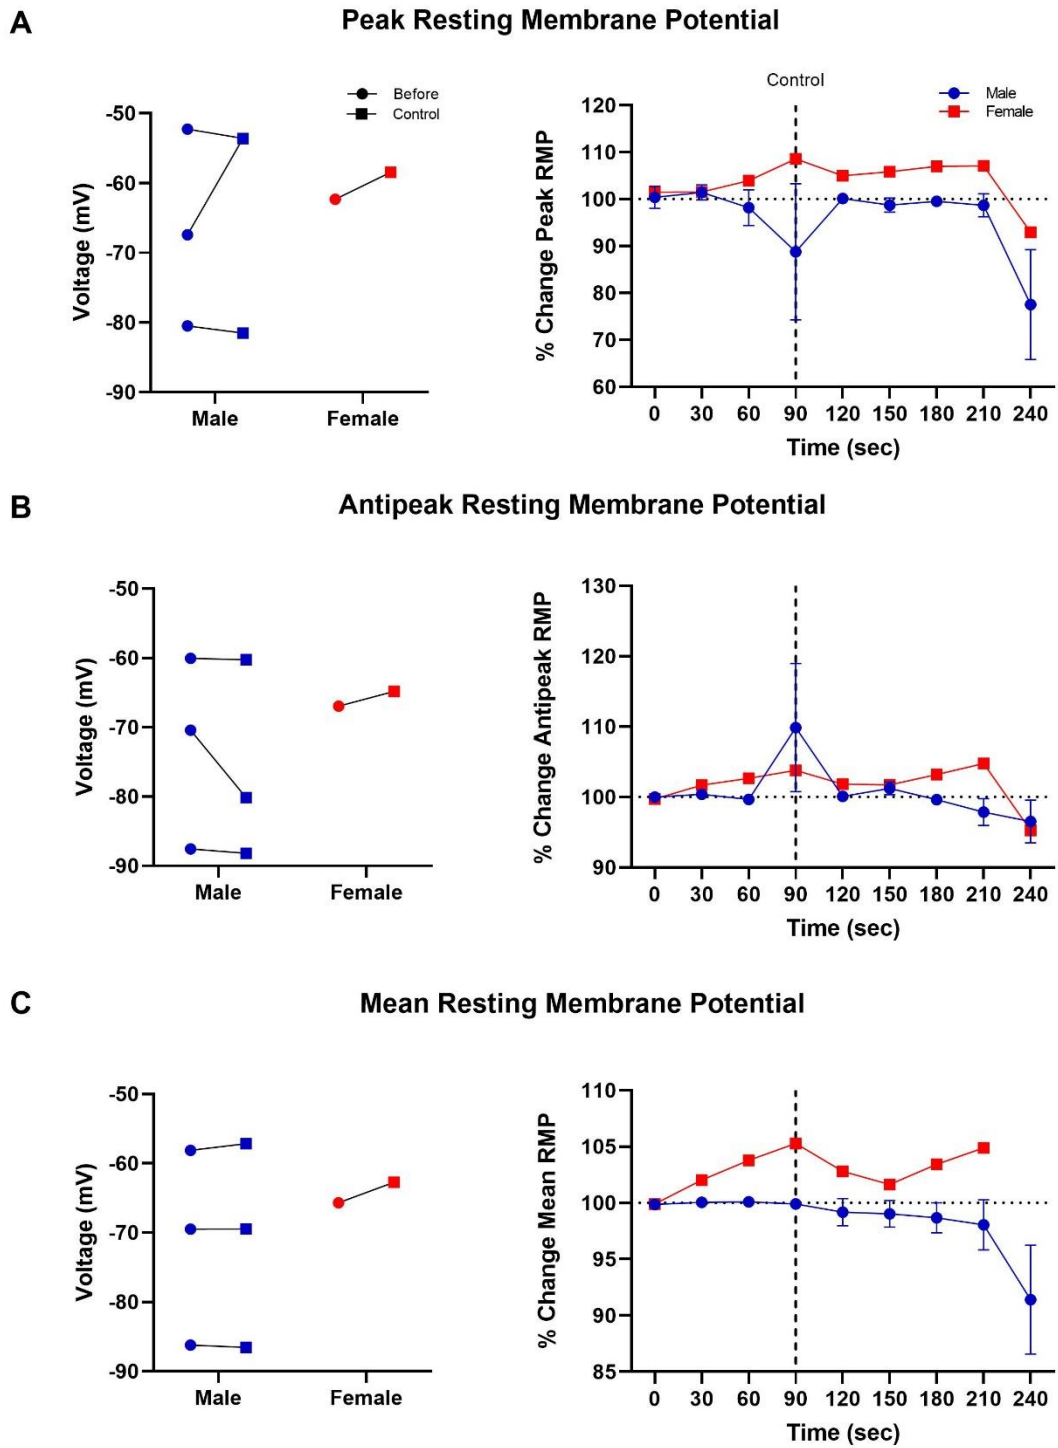 A
Peak Resting Membrane Potential
Before
Control
Voltage (mV)
-50
-60
-70
-80
-90
Male
Female
Control
Male
Female
% Change Peak RMP
120
110
100
90
80
70
60
0 30 60 90 120 150 180 210 240
Time (sec)
B
Antipeak Resting Membrane Potential
Voltage (mV)
-50
-60
-70
-80
-90
Male
Female
% Change Antipeak RMP
130
120
110
100
90
0 30 60 90 120 150 180 210 240
Time (sec)
C
Mean Resting Membrane Potential
Voltage (mV)
-50
-60
-70
-80
-90
Male
Female
% Change Mean RMP
110
105
100
95
90
85
0 30 60 90 120 150 180 210 240
Time (sec)